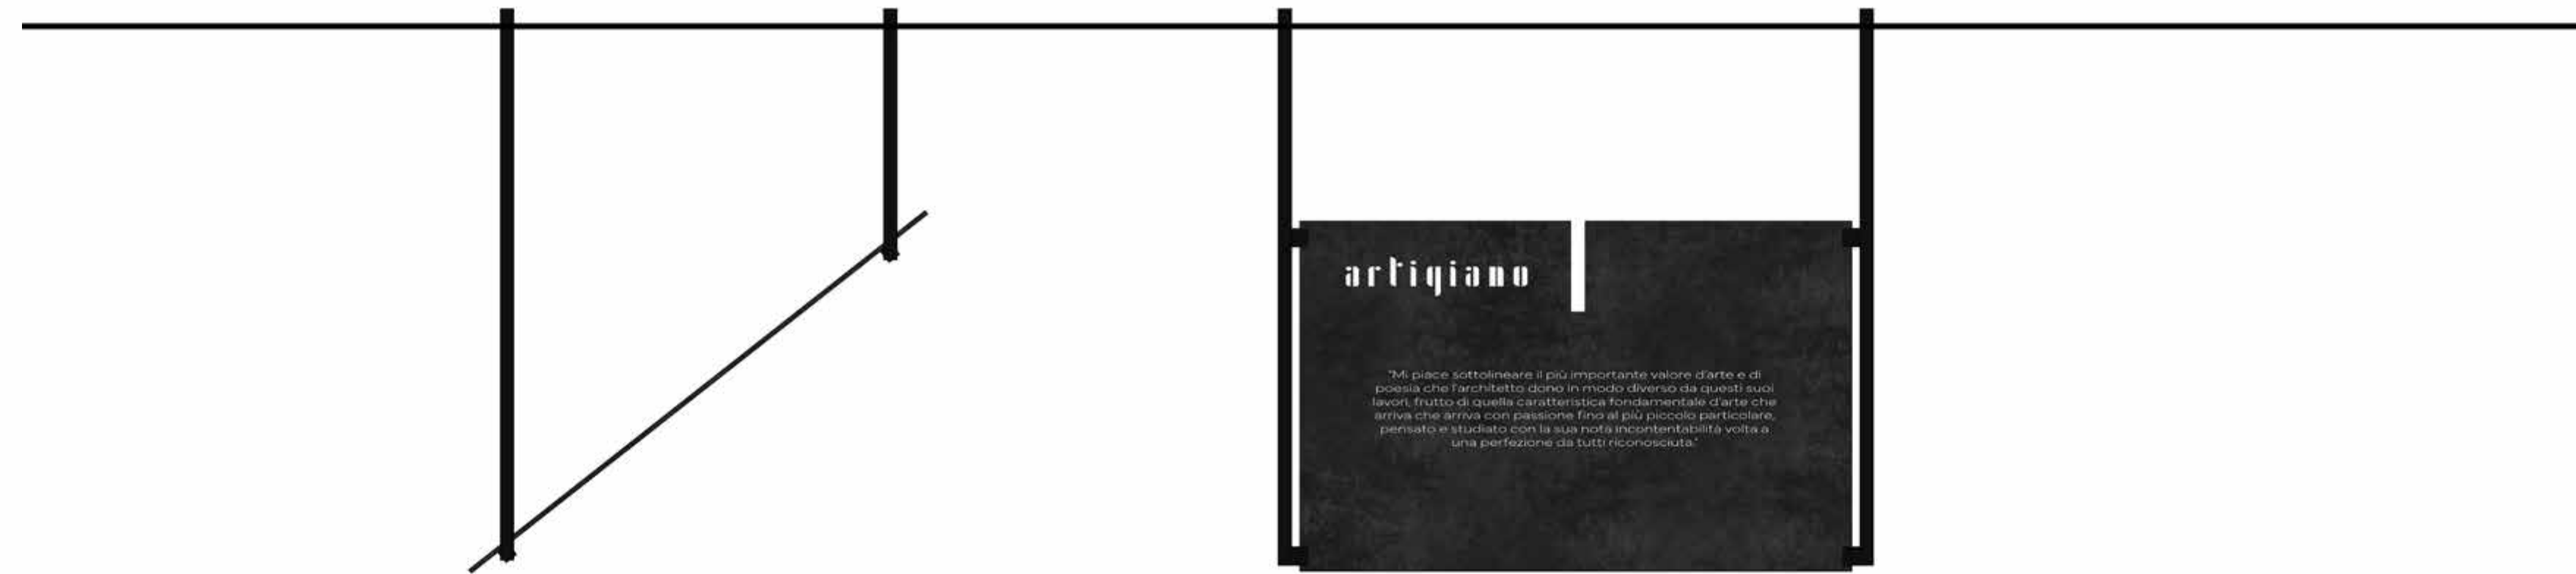 artigiano
"Mi piace sottolineare il più importante valore d'arte e di
poesia che l'architetto dono in modo diverso da questi suoi
lavori, frutto di quella caratteristica fondamentale d'arte che
arriva che arriva con passione fino al più piccolo particolare,
pensato e studiato con la sua nota incontentabilità volta a
una perfezione da tutti riconosciuta."